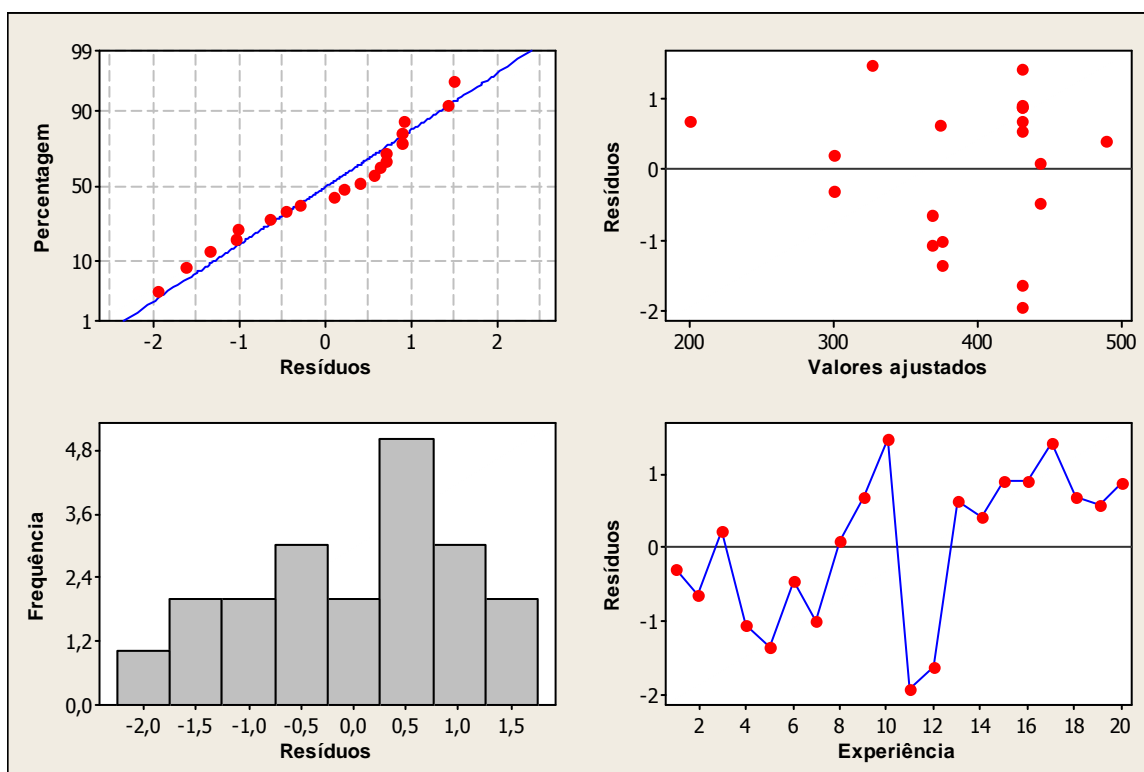 99
90
50
10
1
Percentagem
-2 -1 0 1 2
Resíduos
1
0
-1
-2
Resíduos
200 300 400 500
Valores ajustados
4,8
3,6
2,4
1,2
0,0
Frequência
-2,0 -1,5 -1,0 -0,5 0,0 0,5 1,0 1,5
Resíduos
1
0
-1
-2
Resíduos
2 4 6 8 10 12 14 16 18 20
Experiência